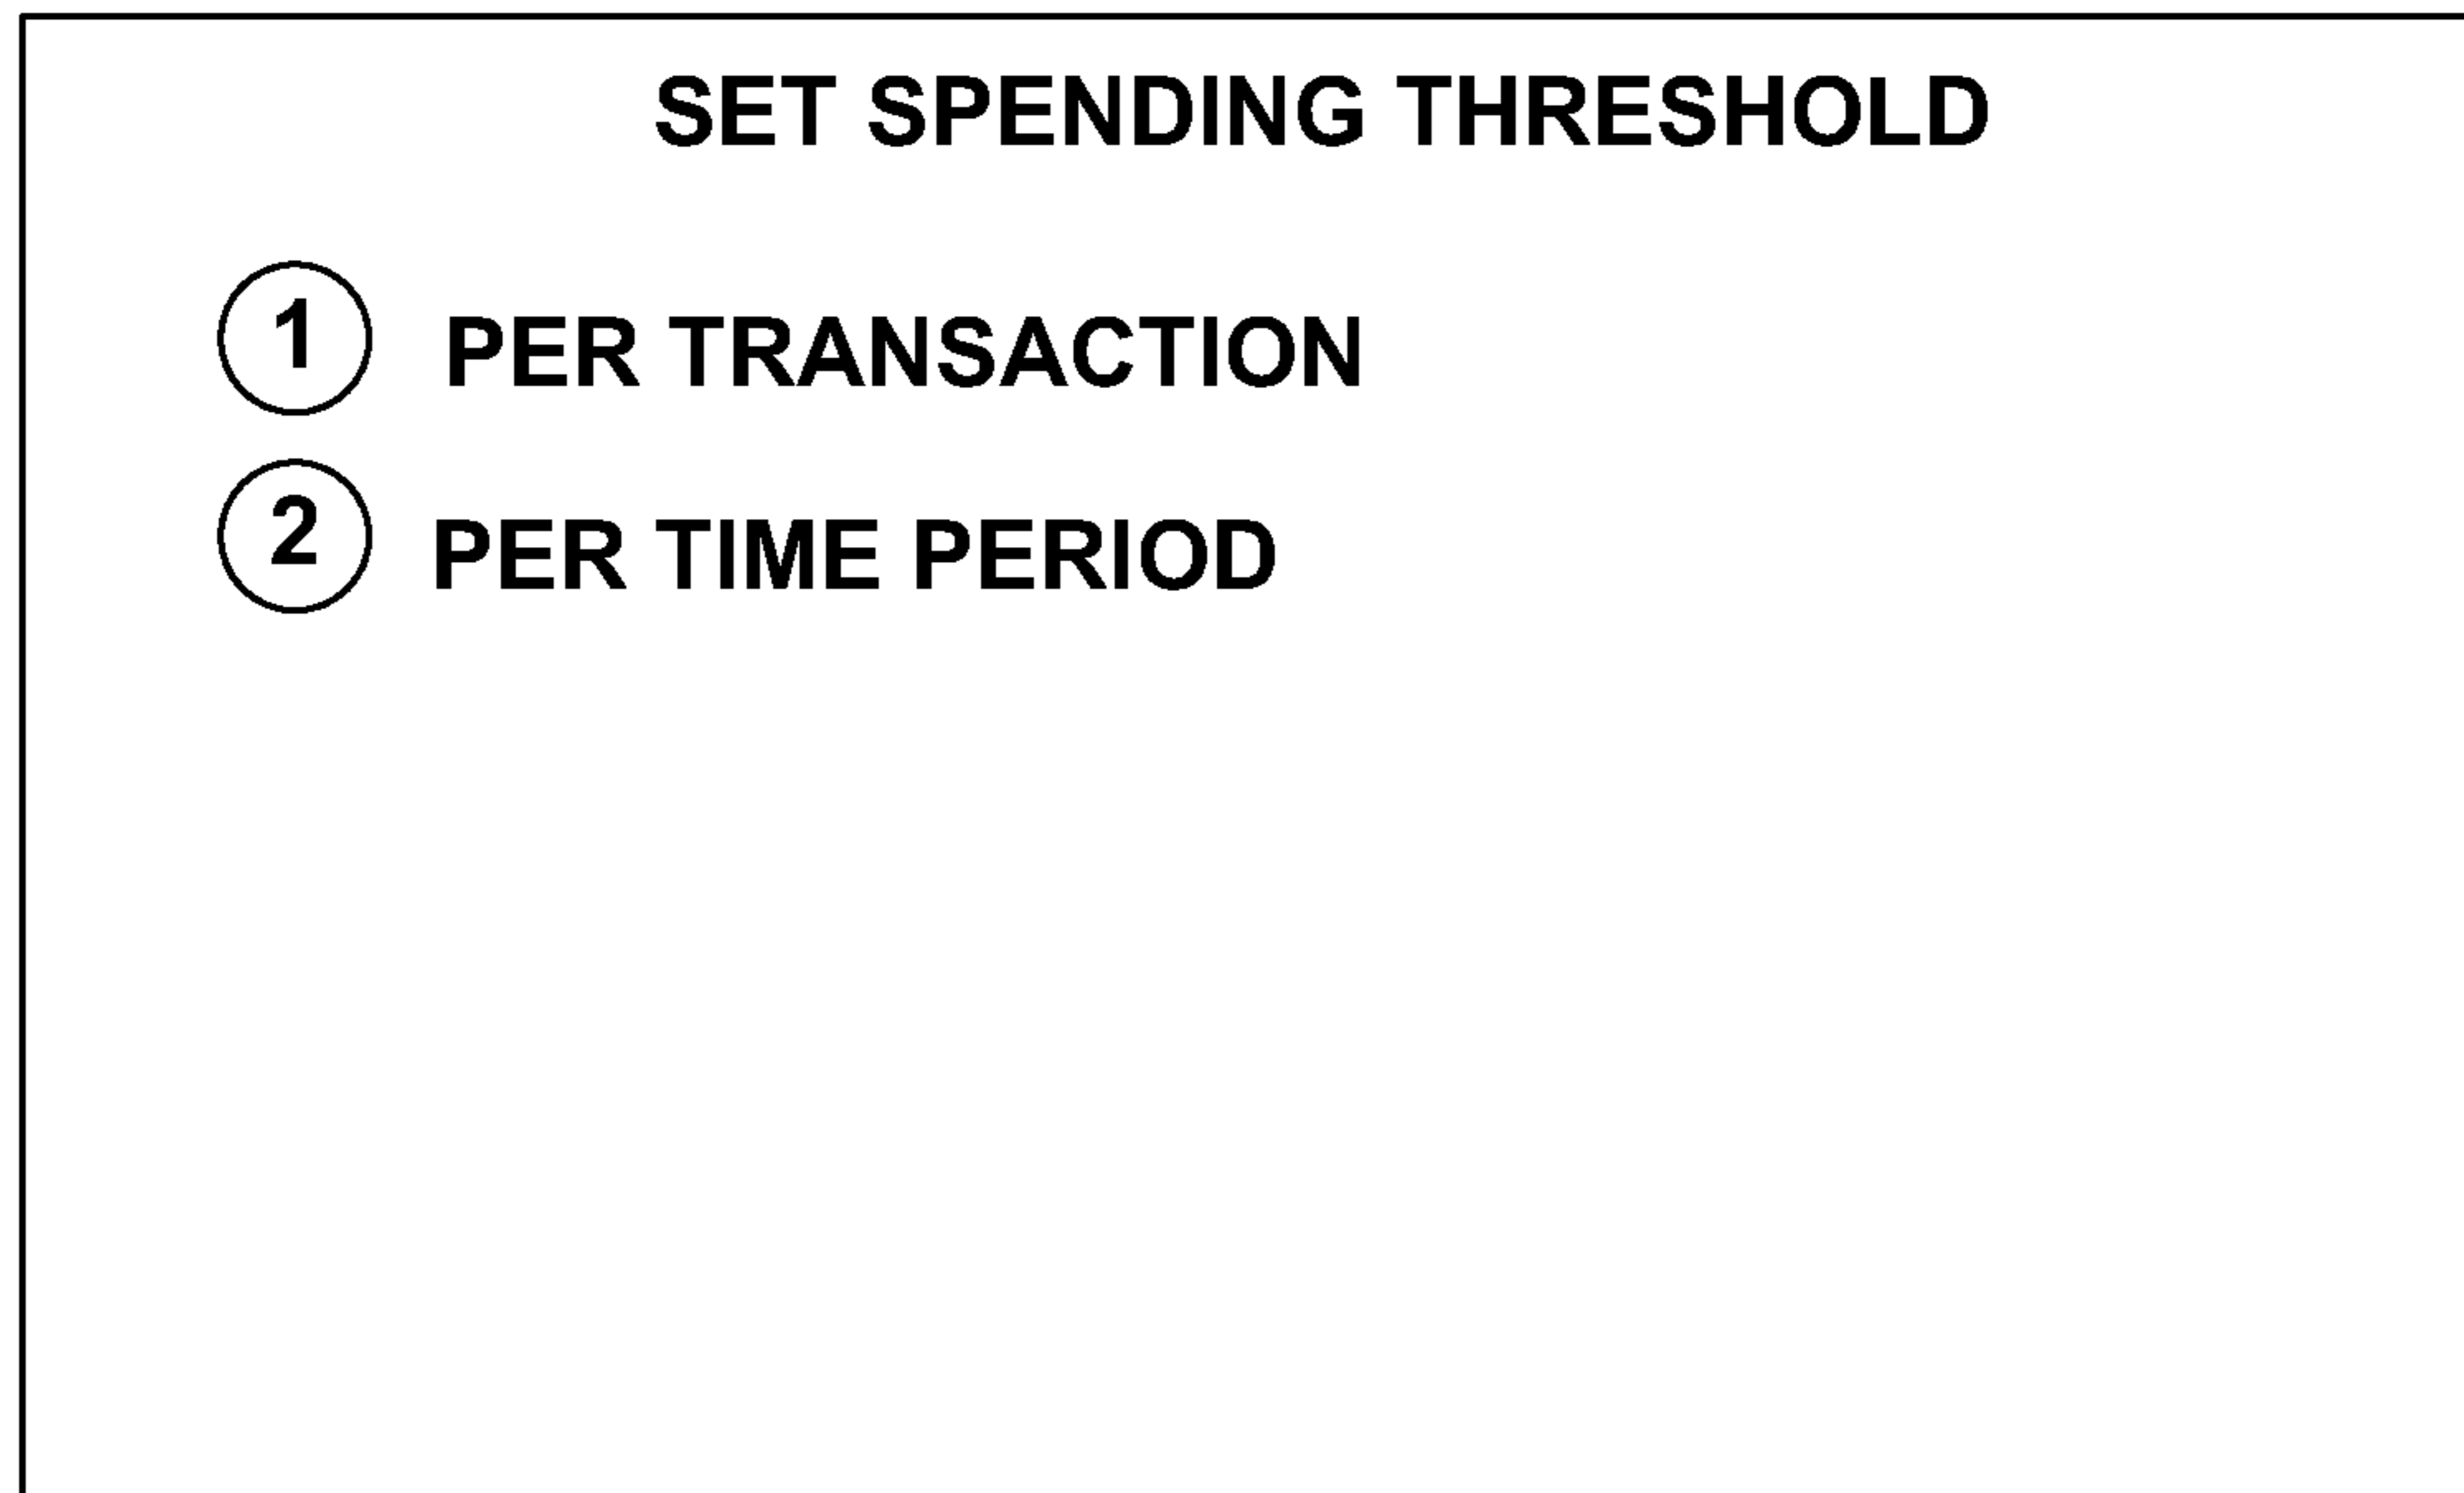 SET SPENDING THRESHOLD
1 PER TRANSACTION
2 PER TIME PERIOD